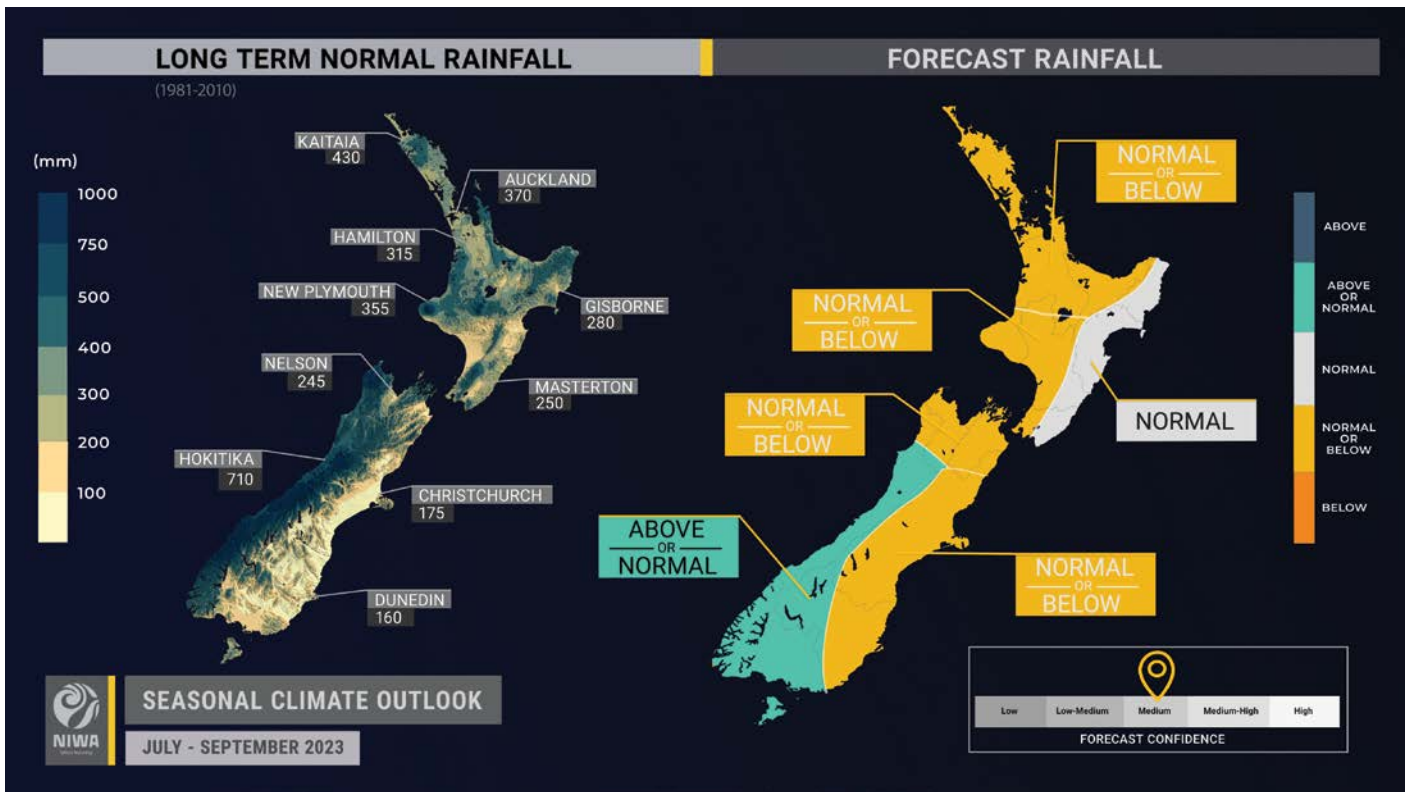 LONG TERM NORMAL RAINFALL
(1981-2010)
(mm)
1000
750
500
400
300
200
100
KAITAIA
430
AUCKLAND
370
HAMILTON
315
NEW PLYMOUTH
355
GISBORNE
280
NELSON
245
MASTERTON
250
HOKITIKA
710
CHRISTCHURCH
175
DUNEDIN
160
FORECAST RAINFALL
NORMAL
OR
BELOW
NORMAL
OR
BELOW
NORMAL
NORMAL
OR
BELOW
ABOVE
OR
NORMAL
NORMAL
OR
BELOW
ABOVE
ABOVE
OR
NORMAL
NORMAL
NORMAL
OR
BELOW
BELOW
NIWA
SEASONAL CLIMATE OUTLOOK
JULY - SEPTEMBER 2023
Low
Low-Medium
Medium
Medium-High
High
FORECAST CONFIDENCE